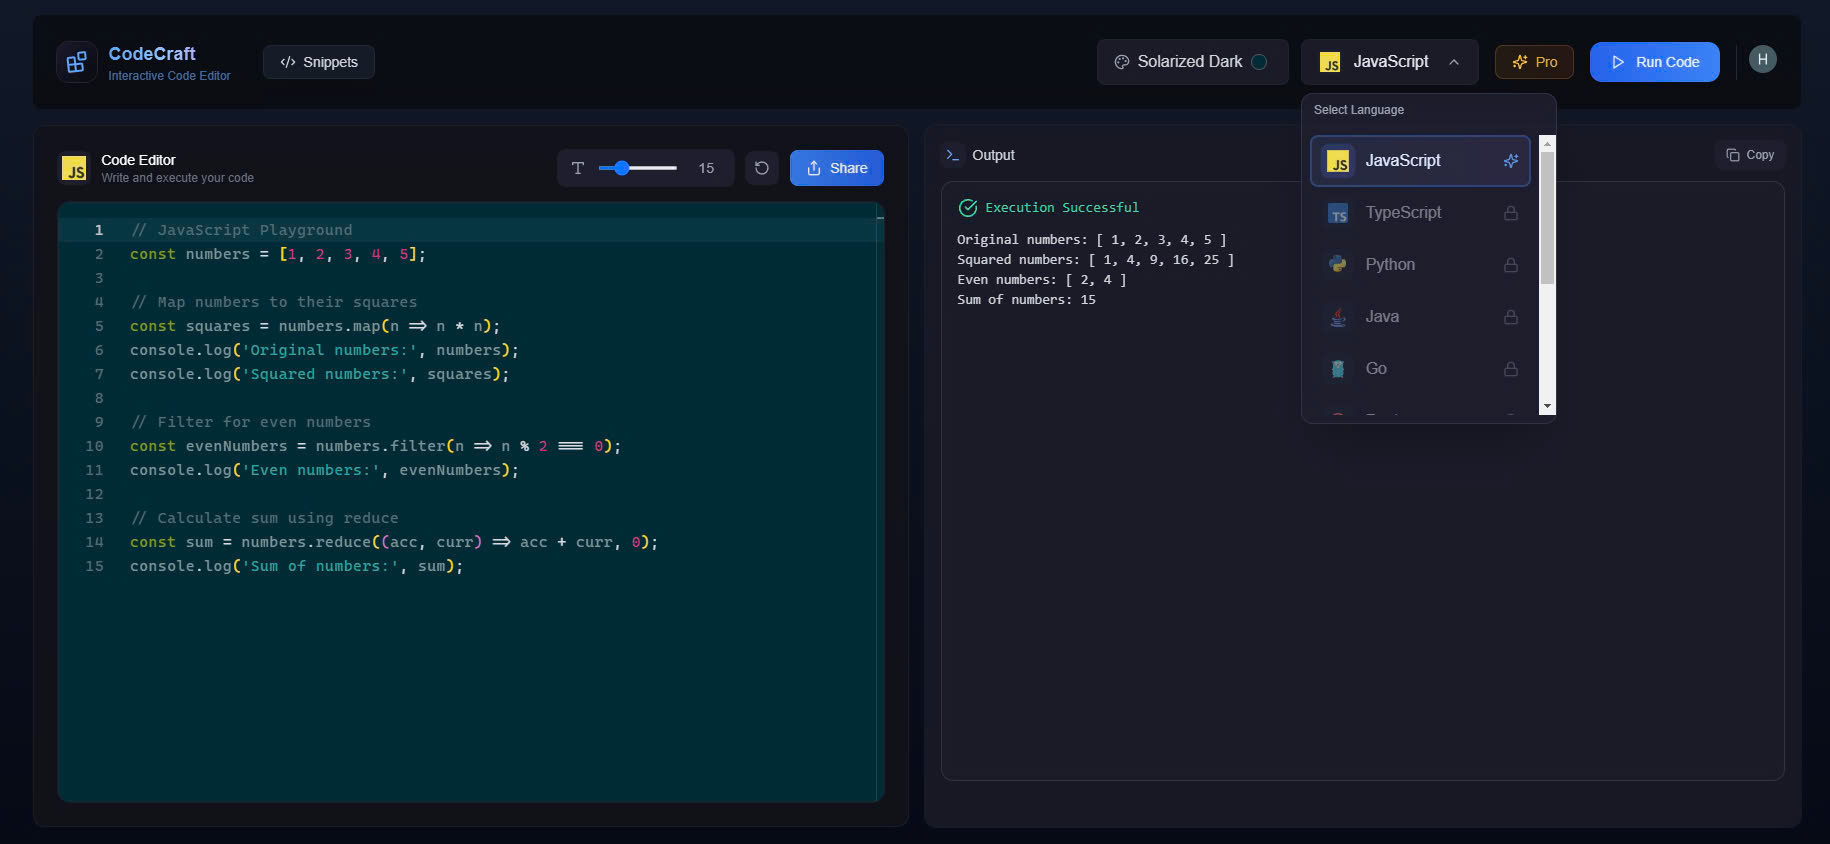 CodeCraft
Interactive Code Editor
</> Snippets
Solarized Dark
JS JavaScript
Pro
Run Code
H
JS Code Editor
Write and execute your code
T 15
Share
1 // JavaScript Playground
2 const numbers = [1, 2, 3, 4, 5];
3
4 // Map numbers to their squares
5 const squares = numbers.map(n => n * n);
6 console.log('Original numbers:', numbers);
7 console.log('Squared numbers:', squares);
8
9 // Filter for even numbers
10 const evenNumbers = numbers.filter(n => n % 2 === 0);
11 console.log('Even numbers:', evenNumbers);
12
13 // Calculate sum using reduce
14 const sum = numbers.reduce((acc, curr) => acc + curr, 0);
15 console.log('Sum of numbers:', sum);
Output
Copy
Execution Successful
Original numbers: [ 1, 2, 3, 4, 5 ]
Squared numbers: [ 1, 4, 9, 16, 25 ]
Even numbers: [ 2, 4 ]
Sum of numbers: 15
Select Language
JS JavaScript
TS TypeScript
Python
Java
Go